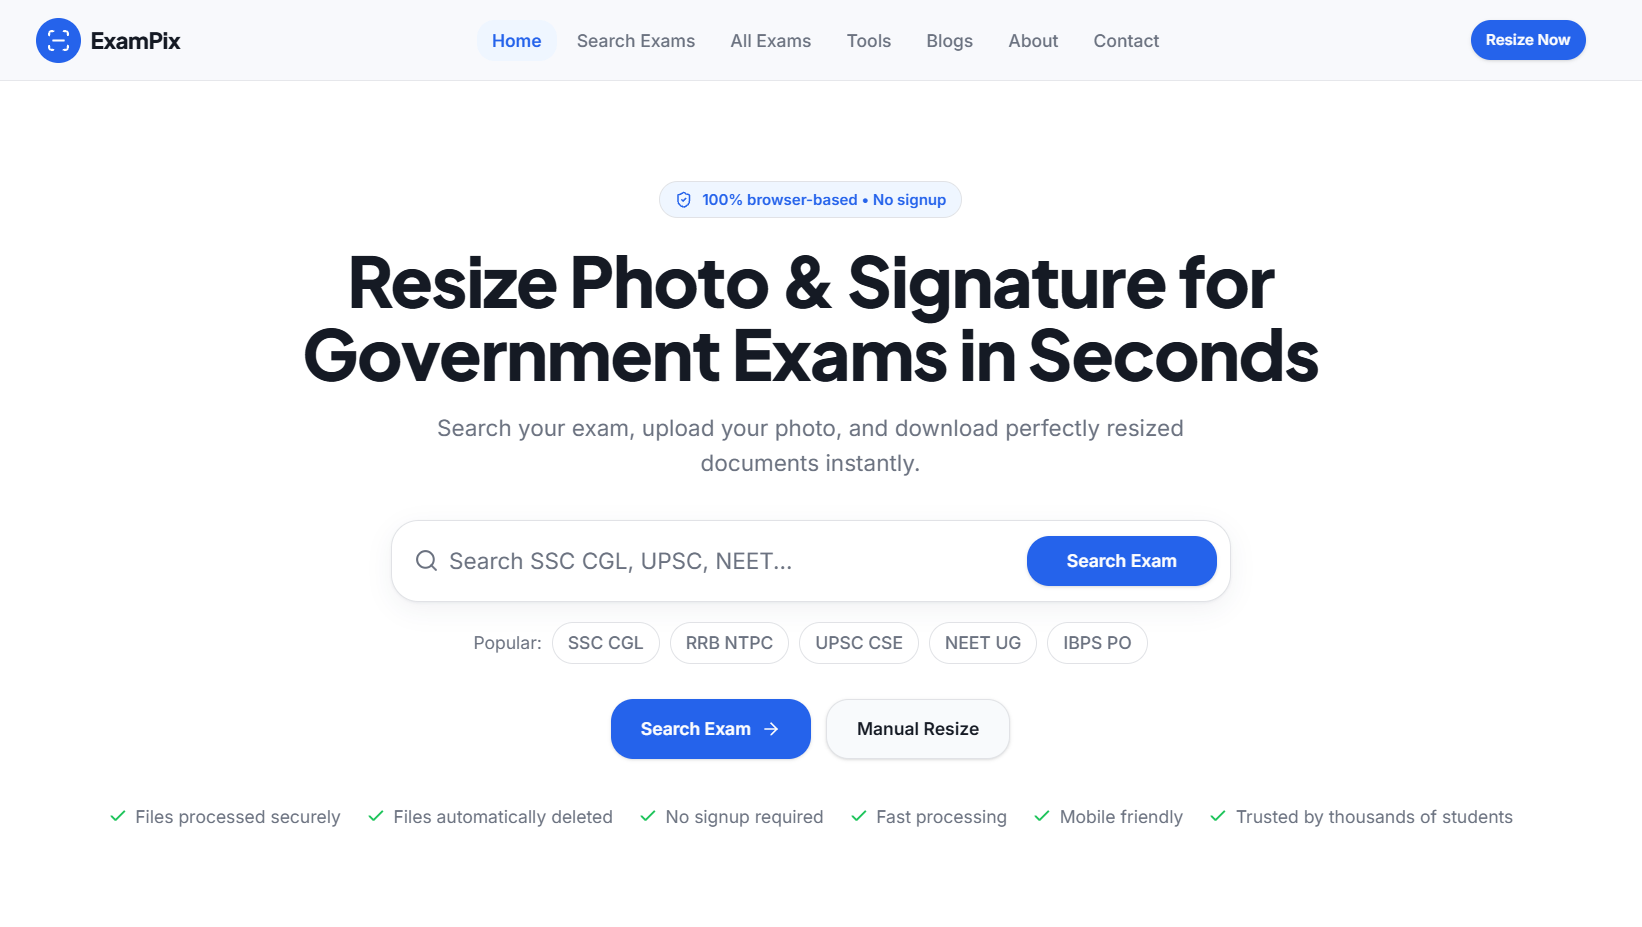 ExamPix
Home
Search Exams
All Exams
Tools
Blogs
About
Contact
Resize Now
100% browser-based • No signup
Resize Photo & Signature for
Government Exams in Seconds
Search your exam, upload your photo, and download perfectly resized
documents instantly.
Search SSC CGL, UPSC, NEET...
Search Exam
Popular:
SSC CGL
RRB NTPC
UPSC CSE
NEET UG
IBPS PO
Search Exam
Manual Resize
Files processed securely
Files automatically deleted
No signup required
Fast processing
Mobile friendly
Trusted by thousands of students